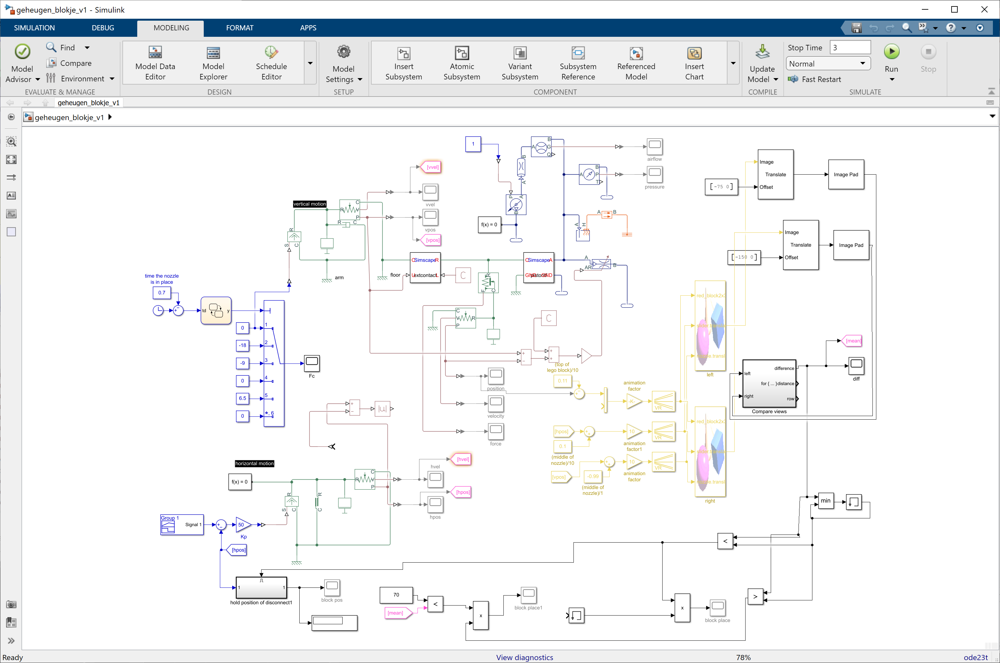 geheugen_blokje_v1 - Simulink
SIMULATION
DEBUG
MODELING
FORMAT
APPS
Model
Advisor
Find
Compare
Environment
EVALUATE & MANAGE
Model Data
Editor
Model
Explorer
Schedule
Editor
DESIGN
Model
Settings
SETUP
Insert
Subsystem
Atomic
Subsystem
Variant
Subsystem
Subsystem
Reference
Referenced
Model
Insert
Chart
COMPONENT
Update
Model
COMPILE
Stop Time
3
Normal
Fast Restart
Run
Stop
SIMULATE
geheugen_blokje_v1
geheugen_blokje_v1
1
B
A
G
Q
airflow
B
A
A
B
P
T
pressure
P
A
B
f(x) = 0
A
H
A
B
[vvel]
vvel
vpos
[vpos]
vertical motion
R
C
V
P
R
C
R
S
C
arm
floor
C
Simscape
R
U
extcontact
L
C
C
Simscape
A
GND
pistontf
GND
A
AR
B
R
F
C
C
V
P
R
C
time the nozzle
is in place
0.7
td
y
0
1
-18
2
-9
3
0
4
6.5
5
0
*, 6
Fc
|u|
position
velocity
force
(top of
lego block)/10
0.11
animation
factor
-K-
VR
[hpos]
0.1
(middle of
nozzle)/10
10
animation
factor1
VR
[vpos]
-0.99
(middle of
nozzle)/1
10
animation
factor
VR
left
right
Image
Translate
Offset
[-75 0]
Image Pad
Image
Translate
Offset
[-150 0]
Image Pad
left
right
difference
for { ... } distance
row
Compare views
[mean]
diff
min
horizontal motion
f(x) = 0
R
C
V
P
R
S
C
R
C
[hvel]
hvel
[hpos]
hpos
Group 1
Signal 1
50
Kp
[hpos]
1
1
hold position of disconnect1
block pos
70
[mean]
<
x
block place1
x
block place
<
>
Ready
View diagnostics
78%
ode23t